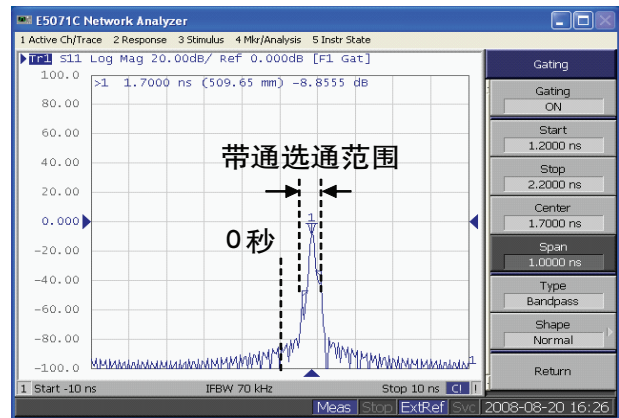 E5071C Network Analyzer
1 Active Ch/Trace 2 Response 3 Stimulus 4 Mkr/Analysis 5 Instr State
Tr1 S11 Log Mag 20.00dB/ Ref 0.000dB [F1 Gat]
100.0
>1 1.7000 ns (509.65 mm) -8.8555 dB
80.00
60.00
带通选通范围
40.00
20.00
1
0.000
0秒
-20.00
-40.00
-60.00
-80.00
-100.0
1
1 Start -10 ns IFBW 70 kHz Stop 10 ns C! !
Meas Stop ExtRef Svc 2008-08-20 16:26
Gating
Gating
ON
Start
1.2000 ns
Stop
2.2000 ns
Center
1.7000 ns
Span
1.0000 ns
Type
Bandpass
Shape
Normal
Return